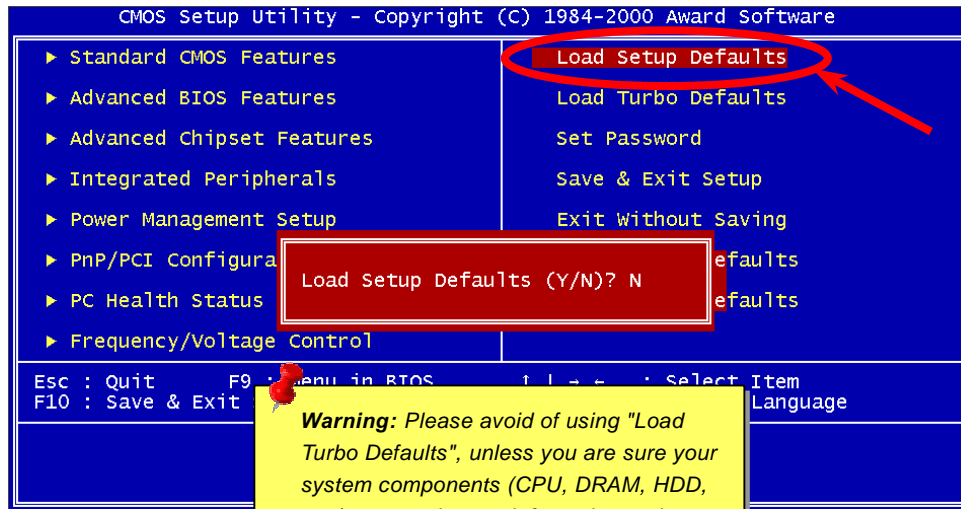 CMOS Setup Utility – Copyright (C) 1984-2000 Award Software
▶ Standard CMOS Features
▶ Advanced BIOS Features
▶ Advanced Chipset Features
▶ Integrated Peripherals
▶ Power Management Setup
▶ PnP/PCI Configura
▶ PC Health Status
▶ Frequency/Voltage Control
Load Setup Defaults
Load Turbo Defaults
Set Password
Save & Exit Setup
Exit Without Saving
efaults
efaults
Load Setup Defaults (Y/N)? N
Esc : Quit F9 : Menu in BIOS ↑ ↓ → ← : Select Item
F10 : Save & Exit Language
Warning: Please avoid of using "Load
Turbo Defaults", unless you are sure your
system components (CPU, DRAM, HDD,